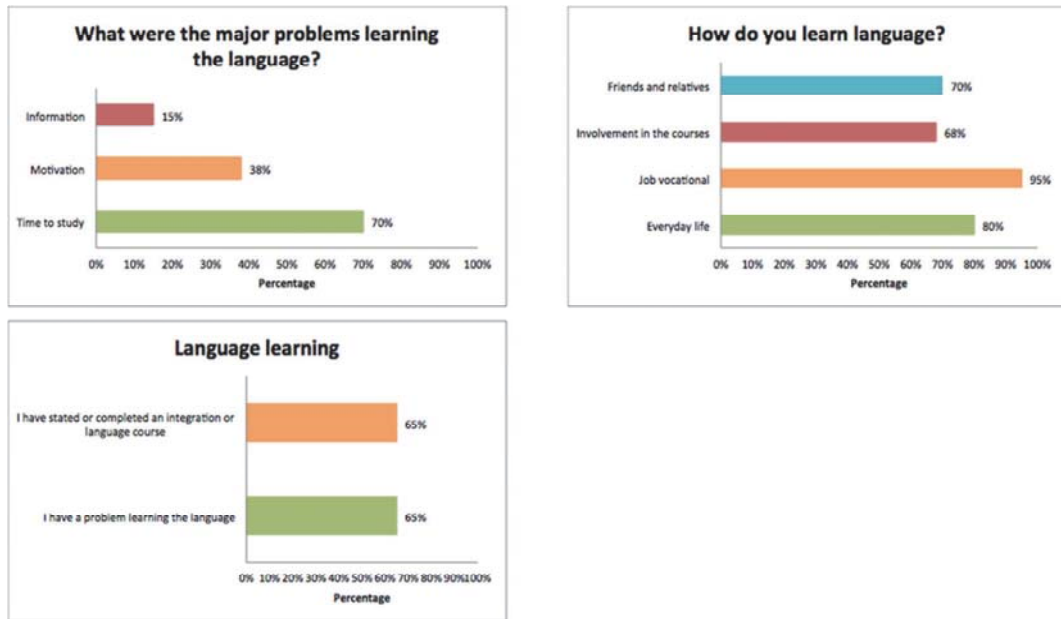 What were the major problems learning
the language?
Information
15%
Motivation
38%
Time to study
70%
0% 10% 20% 30% 40% 50% 60% 70% 80% 90% 100%
Percentage
How do you learn language?
Friends and relatives
70%
Involvement in the courses
68%
Job vocational
95%
Everyday life
80%
0% 10% 20% 30% 40% 50% 60% 70% 80% 90% 100%
Percentage
Language learning
I have stated or completed an integration or
language course
65%
I have a problem learning the language
65%
0% 10% 20% 30% 40% 50% 60% 70% 80% 90%100%
Percentage